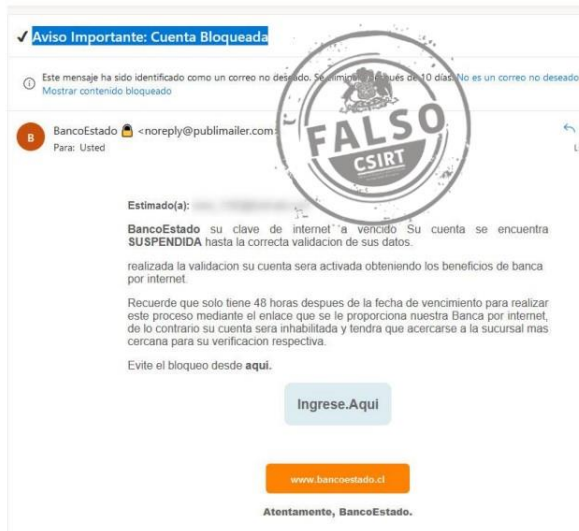 ✓ Aviso Importante: Cuenta Bloqueada
Este mensaje ha sido identificado como un correo no deseado. Se eliminará después de 10 días. No es un correo no deseado
Mostrar contenido bloqueado
B
BancoEstado 🔒 <noreply@publimailer.com>
Para: Usted
FALSO
CSIRT
Estimado(a):
BancoEstado su clave de internet``a vencido Su cuenta se encuentra
SUSPENDIDA hasta la correcta validacion de sus datos.
realizada la validacion su cuenta sera activada obteniendo los beneficios de banca
por internet.
Recuerde que solo tiene 48 horas despues de la fecha de vencimiento para realizar
este proceso mediante el enlace que se le proporciona nuestra Banca por internet,
de lo contrario su cuenta sera inhabilitada y tendra que acercarse a la sucursal mas
cercana para su verificacion respectiva.
Evite el bloqueo desde aqui.
Ingrese.Aqui
www.bancoestado.cl
Atentamente, BancoEstado.